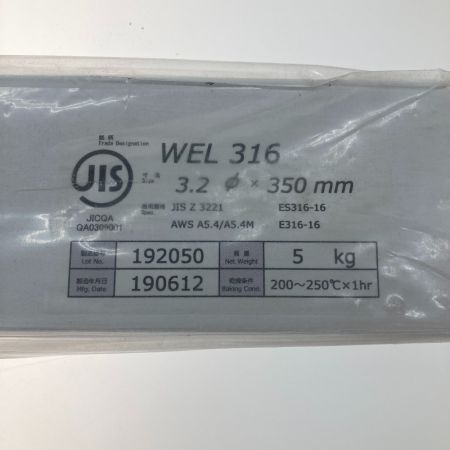 銘柄
Trade Designation
WEL 316
寸法
Size
3.2 φ × 350 mm
JIS
適用規格
Spec.
JIS Z 3221 ES316-16
AWS A5.4/A5.4M E316-16
JICQA
QA0309001
製造番号
Lot No.
192050
質量
Net. Weight
5 kg
製造年月日
Mfg. Date
190612
乾燥条件
Baking Cond.
200～250℃×1hr